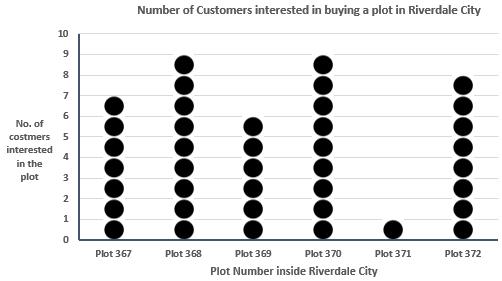 Number of Customers interested in buying a plot in Riverdale City
10
9
8
7
6
5
4
3
2
1
0
No. of
costmers
interested
in the
plot
Plot 367 Plot 368 Plot 369 Plot 370 Plot 371 Plot 372
Plot Number inside Riverdale City